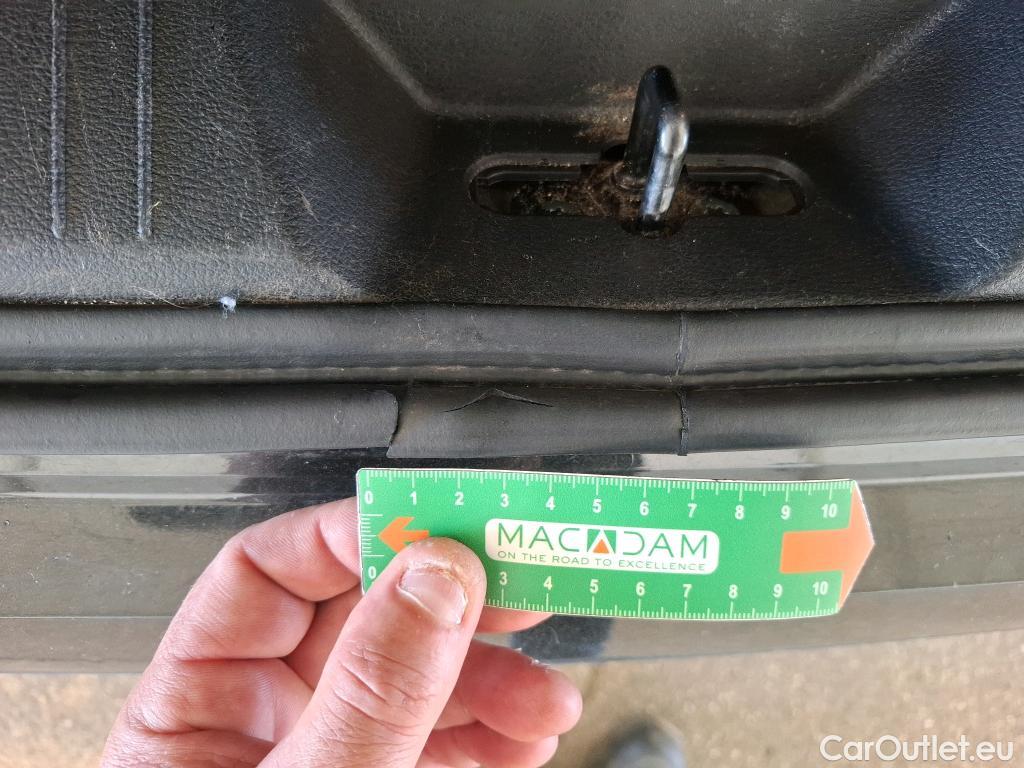 0 1 2 3 4 5 6 7 8 9 10
MACADAM
ON THE ROAD TO EXCELLENCE
0 3 4 5 6 7 8 9 10
CarOutlet.eu